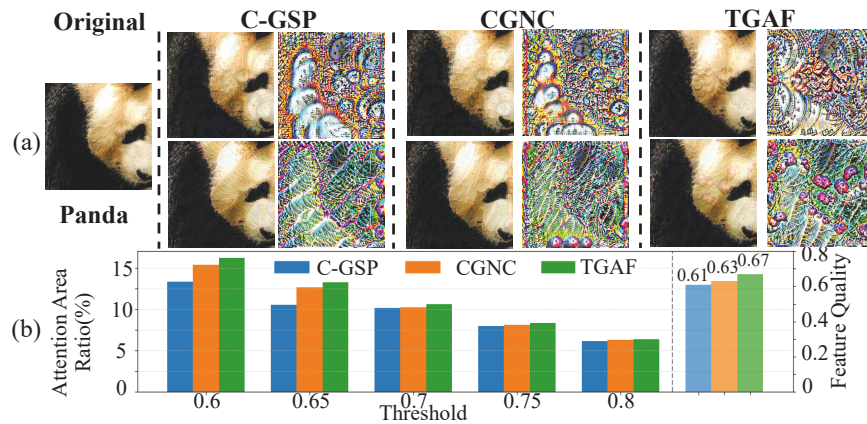 Original C-GSP CGNC TGAF
(a)
Panda
C-GSP CGNC TGAF
(b)
Attention Area
Ratio(%)
15
10
5
0
0.6 0.65 0.7 0.75 0.8
Threshold
0.61 0.63 0.67
0.8
0.6
0.4
0.2
0
Feature Quality